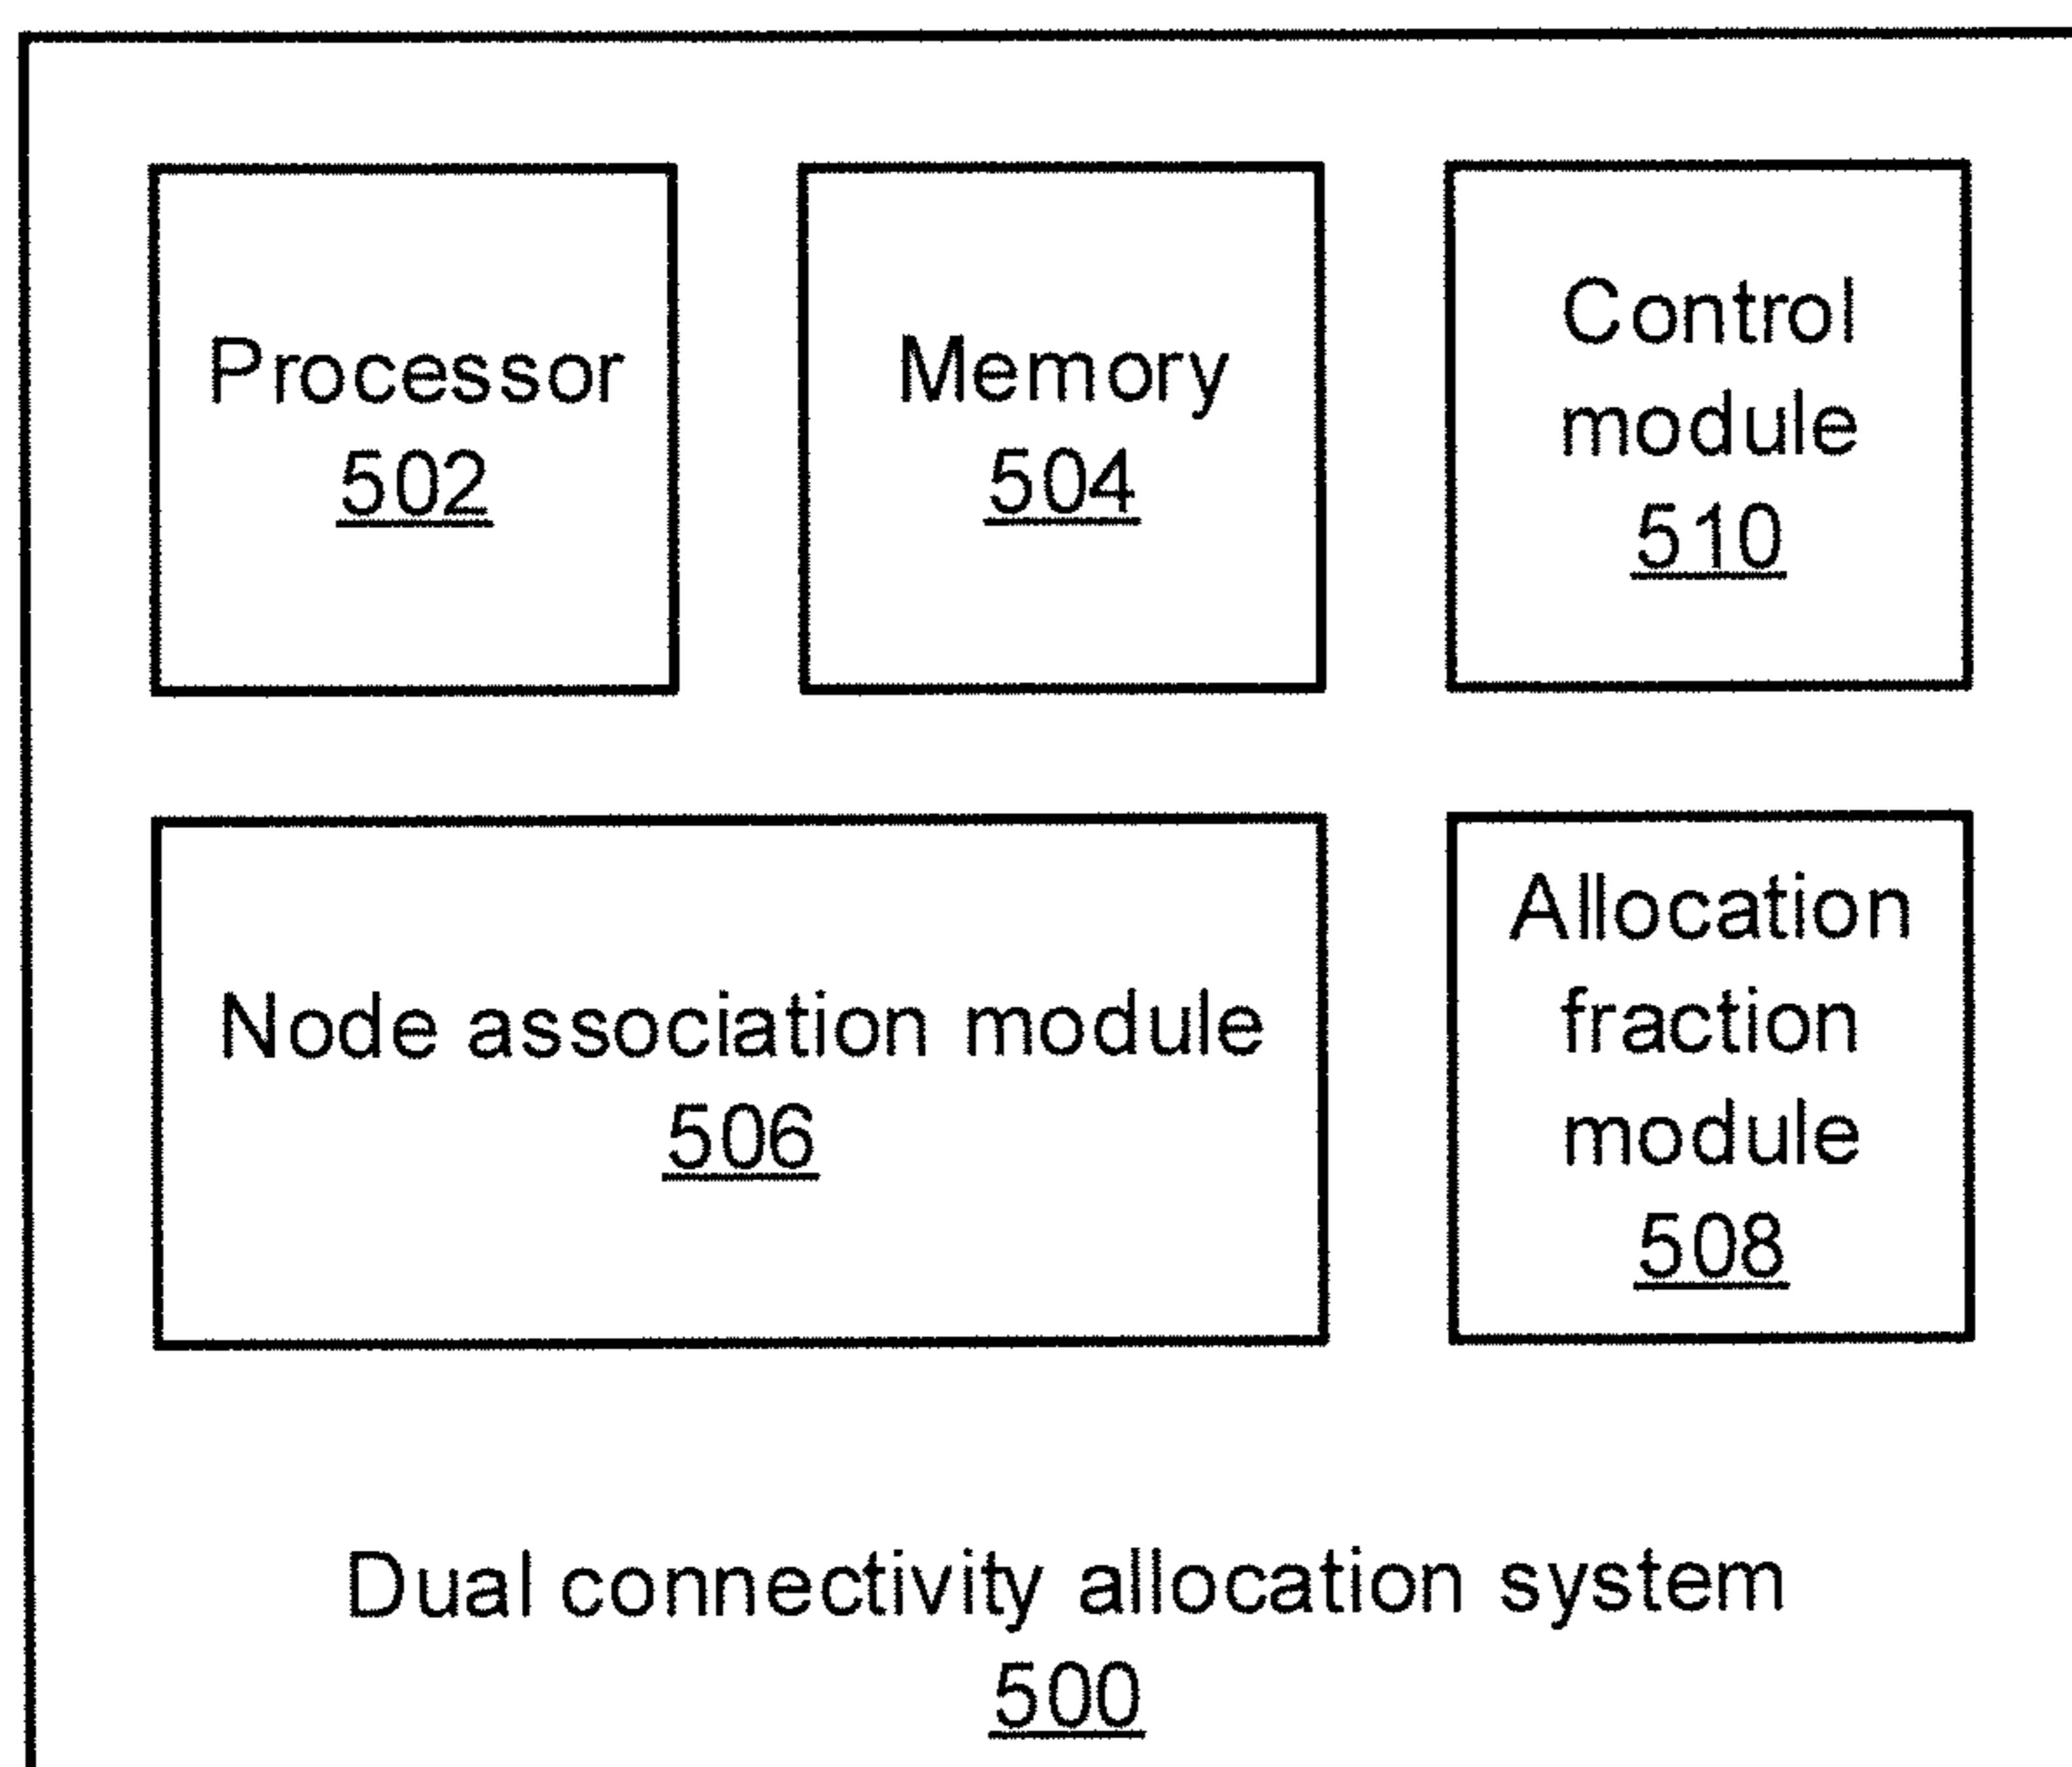 Processor
502
Memory
504
Control
module
510
Node association module
506
Allocation
fraction
module
508
Dual connectivity allocation system
500